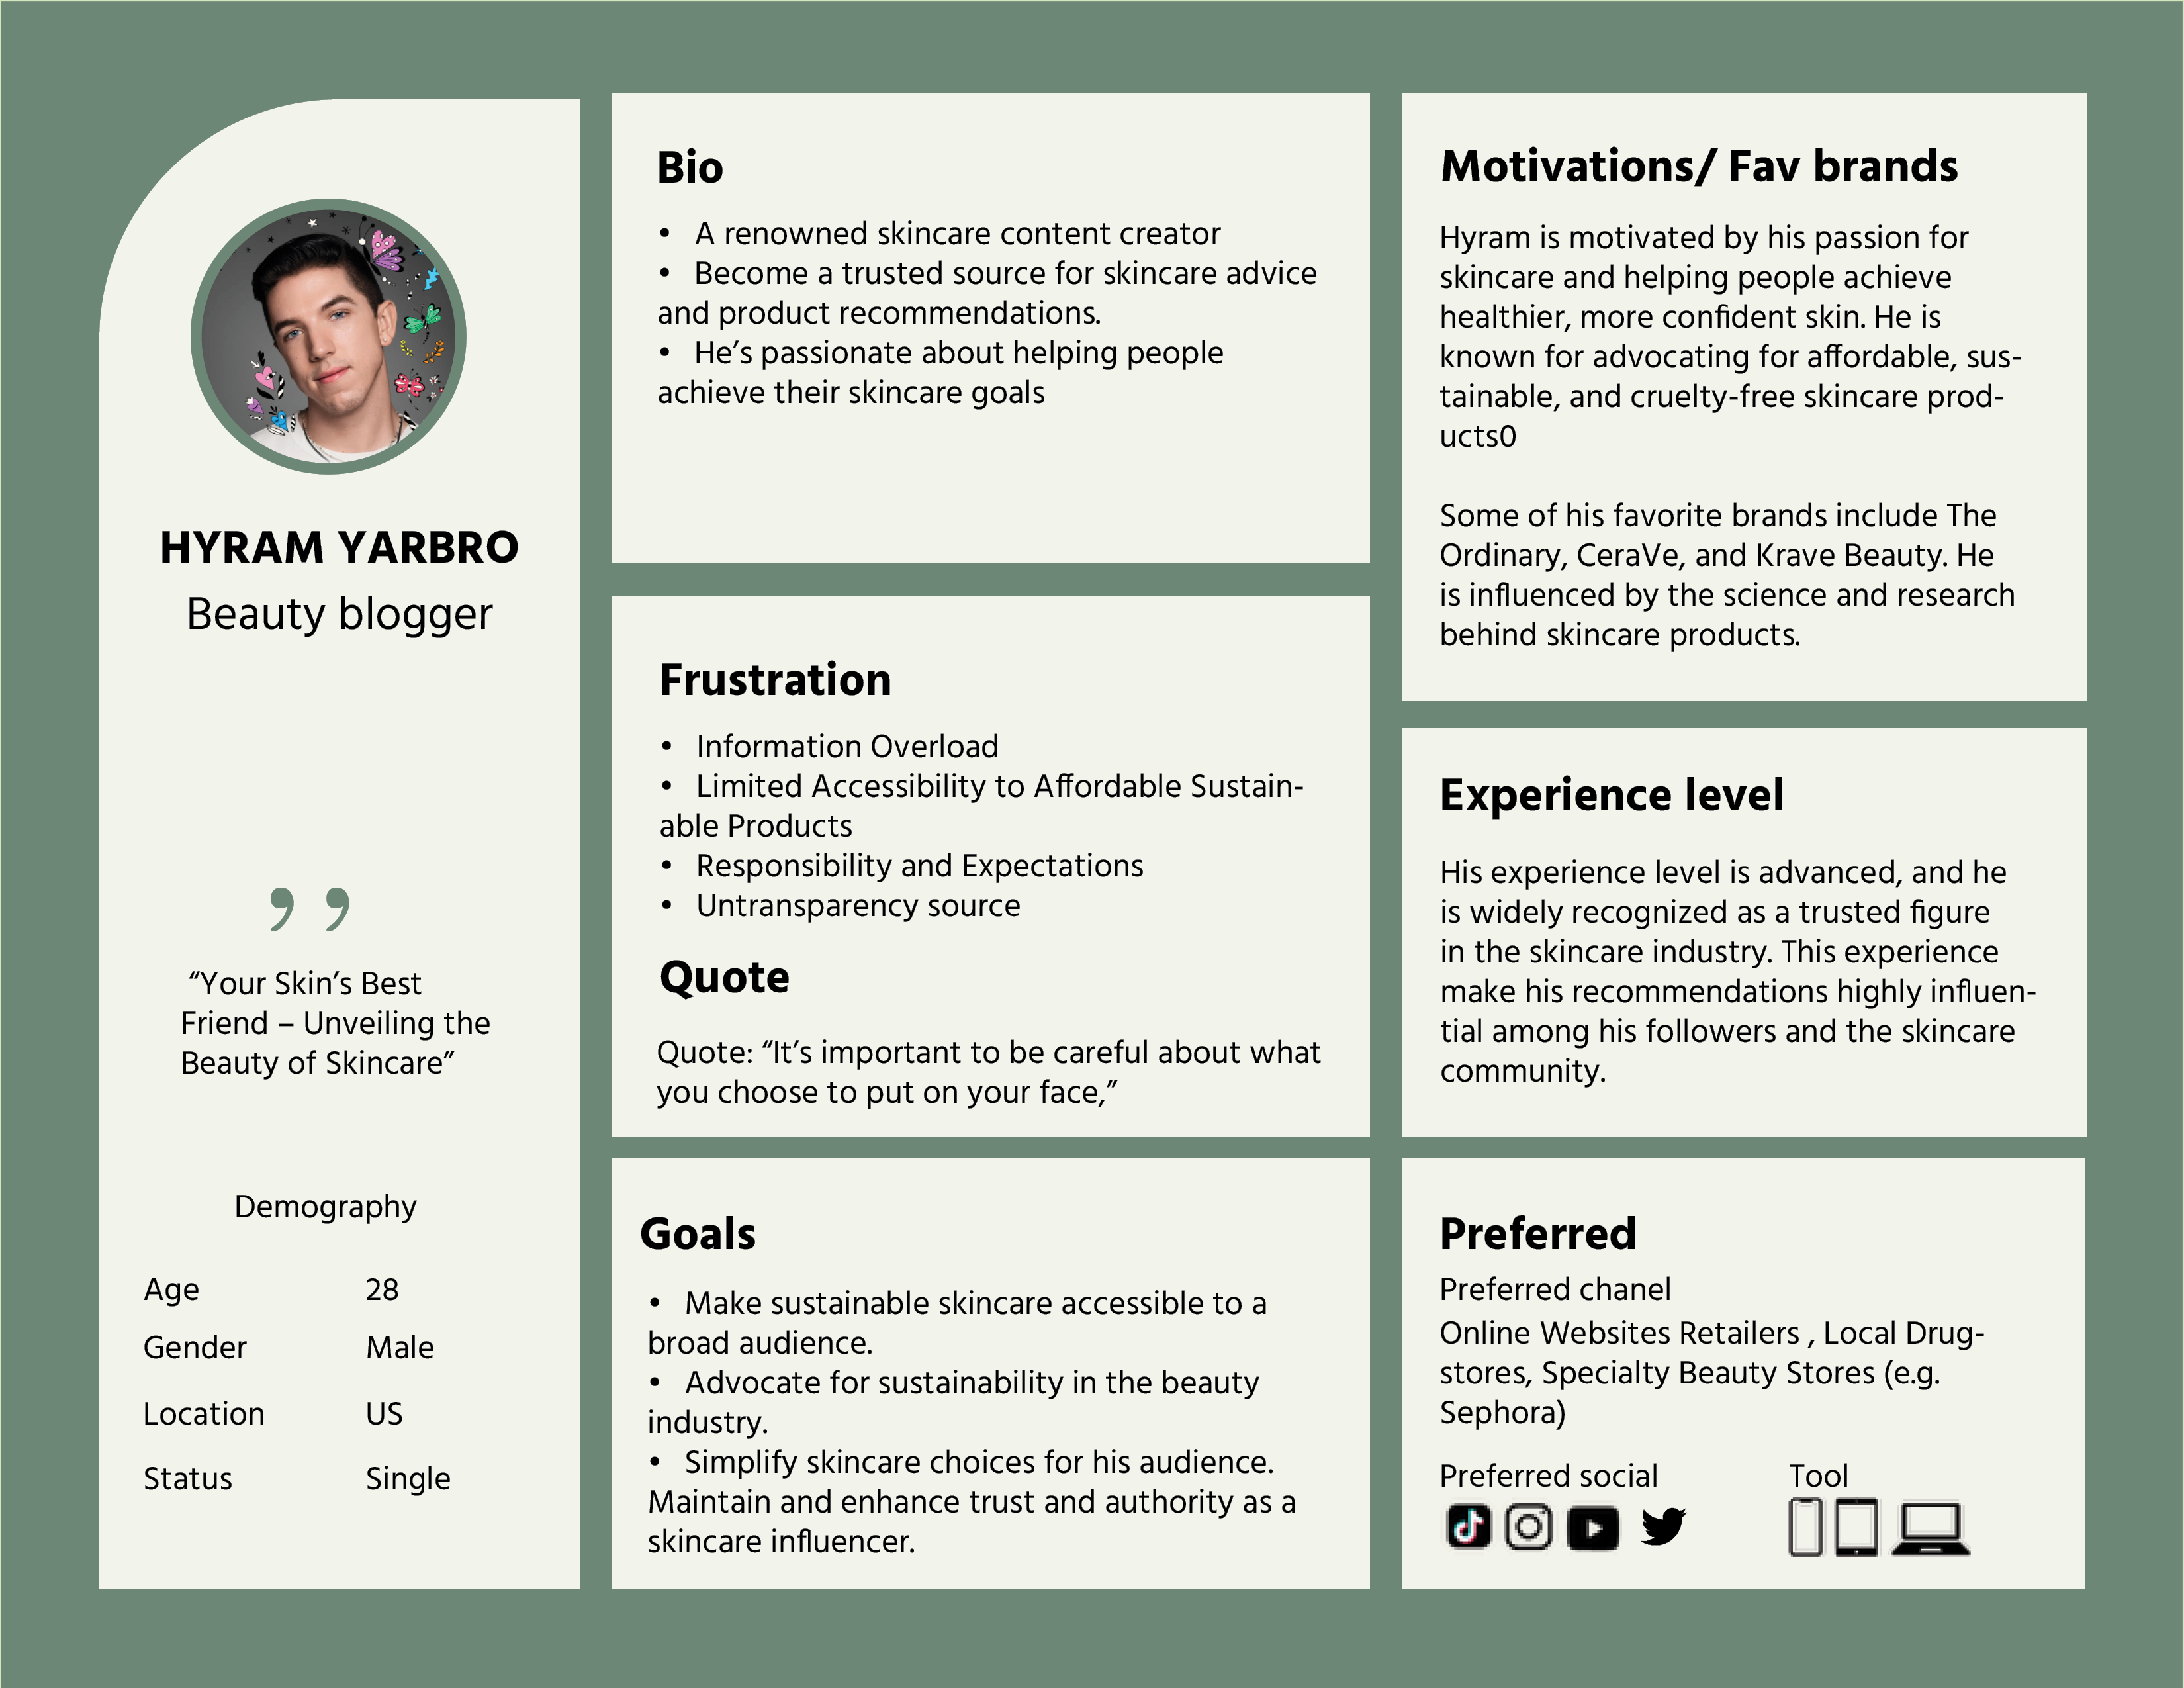 HYRAM YARBRO
Beauty blogger
”
“Your Skin’s Best
Friend – Unveiling the
Beauty of Skincare”
Demography
Age 28
Gender Male
Location US
Status Single
Bio
• A renowned skincare content creator
• Become a trusted source for skincare advice
and product recommendations.
• He’s passionate about helping people
achieve their skincare goals
Frustration
• Information Overload
• Limited Accessibility to Affordable Sustain-
able Products
• Responsibility and Expectations
• Untransparency source
Quote
Quote: “It’s important to be careful about what
you choose to put on your face,”
Goals
• Make sustainable skincare accessible to a
broad audience.
• Advocate for sustainability in the beauty
industry.
• Simplify skincare choices for his audience.
Maintain and enhance trust and authority as a
skincare influencer.
Motivations/ Fav brands
Hyram is motivated by his passion for
skincare and helping people achieve
healthier, more confident skin. He is
known for advocating for affordable, sus-
tainable, and cruelty-free skincare prod-
ucts0
Some of his favorite brands include The
Ordinary, CeraVe, and Krave Beauty. He
is influenced by the science and research
behind skincare products.
Experience level
His experience level is advanced, and he
is widely recognized as a trusted figure
in the skincare industry. This experience
make his recommendations highly influen-
tial among his followers and the skincare
community.
Preferred
Preferred chanel
Online Websites Retailers , Local Drug-
stores, Specialty Beauty Stores (e.g.
Sephora)
Preferred social Tool